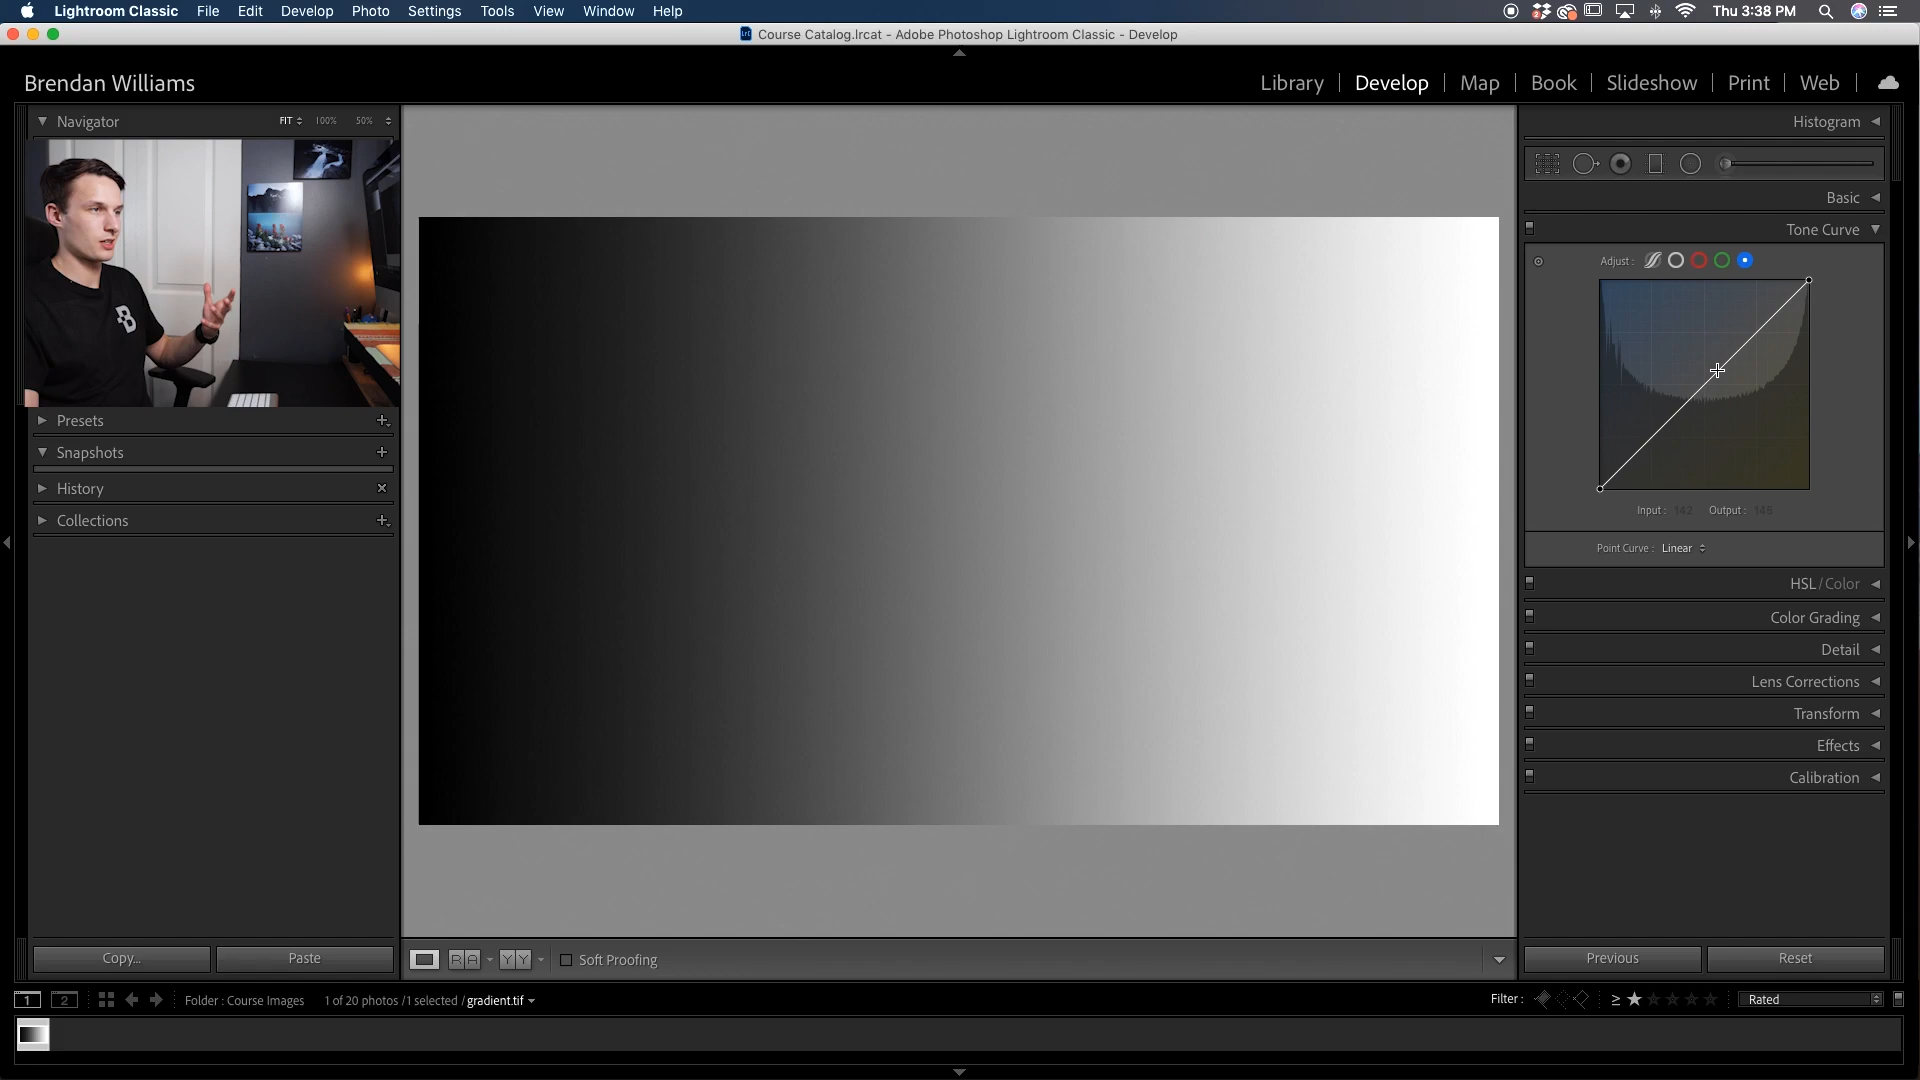 Lightroom Classic File Edit Develop Photo Settings Tools View Window Help Thu 3:38 PM
Course Catalog.lrcat - Adobe Photoshop Lightroom Classic - Develop
Brendan Williams Library Develop Map Book Slideshow Print Web
Navigator FIT 100% 50% Histogram
Basic
Tone Curve
Adjust :
Input : 142 Output : 145
Point Curve : Linear
Presets
Snapshots
History
Collections
HSL / Color
Color Grading
Detail
Lens Corrections
Transform
Effects
Calibration
Copy... Paste R A Y Y Soft Proofing Previous Reset
1 2 Folder : Course Images 1 of 20 photos /1 selected / gradient.tif Filter : ≥ Rated